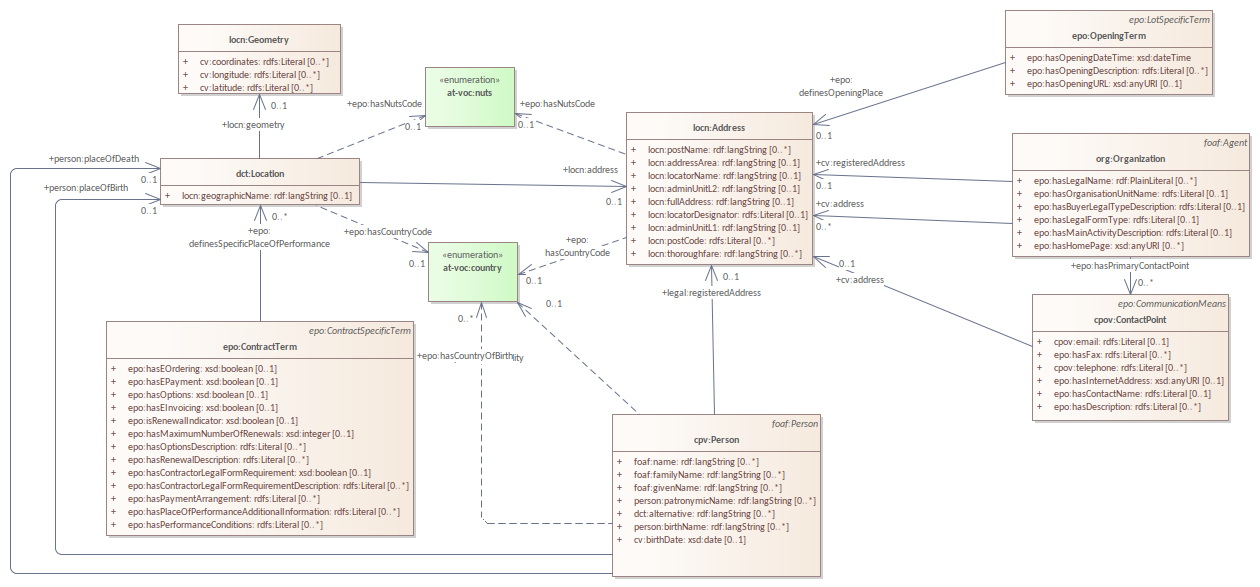 locn:Geometry
+ cv:coordinates: rdfs:Literal [0..*]
+ cv:longitude: rdfs:Literal [0..*]
+ cv:latitude: rdfs:Literal [0..*]
0..1
+locn:geometry
«enumeration»
at-voc:nuts
+epo:hasNutsCode
0..1
+epo:hasNutsCode
0..1
epo:LotSpecificTerm
epo:OpeningTerm
+ epo:hasOpeningDateTime: xsd:dateTime
+ epo:hasOpeningDescription: rdfs:Literal [0..*]
+ epo:hasOpeningURL: xsd:anyURI [0..1]
+epo:
definesOpeningPlace
0..1
locn:Address
+ locn:postName: rdf:langString [0..*]
+ locn:addressArea: rdf:langString [0..1]
+ locn:locatorName: rdf:langString [0..1]
+ locn:adminUnitL2: rdf:langString [0..1]
+ locn:fullAddress: rdf:langString [0..1]
+ locn:locatorDesignator: rdfs:Literal [0..1]
+ locn:adminUnitL1: rdf:langString [0..1]
+ locn:postCode: rdfs:Literal [0..*]
+ locn:thoroughfare: rdf:langString [0..*]
foaf:Agent
org:Organization
+ epo:hasLegalName: rdf:PlainLiteral [0..*]
+ epo:hasOrganisationUnitName: rdfs:Literal [0..1]
+ epo:hasBuyerLegalTypeDescription: rdfs:Literal [0..1]
+ epo:hasLegalFormType: rdfs:Literal [0..1]
+ epo:hasMainActivityDescription: rdfs:Literal [0..1]
+ epo:hasHomePage: xsd:anyURI [0..*]
+cv:registeredAddress
0..1
+cv:address
0..*
+person:placeOfDeath
0..1
+person:placeOfBirth
0..1
dct:Location
+ locn:geographicName: rdf:langString [0..1]
+locn:address
0..1
0..*
+epo:
definesSpecificPlaceOfPerformance
+epo:hasCountryCode
0..1
«enumeration»
at-voc:country
+epo:
hasCountryCode
0..1
0..1
0..*
+epo:hasCountryOfBirth
0..1
+legal:registeredAddress
0..1
+cv:address
+epo:hasPrimaryContactPoint
0..*
epo:CommunicationMeans
cpov:ContactPoint
+ cpov:email: rdfs:Literal [0..1]
+ epo:hasFax: rdfs:Literal [0..*]
+ cpov:telephone: rdfs:Literal [0..*]
+ epo:hasInternetAddress: xsd:anyURI [0..1]
+ epo:hasContactName: rdfs:Literal [0..1]
+ epo:hasDescription: rdfs:Literal [0..*]
epo:ContractSpecificTerm
epo:ContractTerm
+ epo:hasEOrdering: xsd:boolean [0..1]
+ epo:hasEPayment: xsd:boolean [0..1]
+ epo:hasOptions: xsd:boolean [0..1]
+ epo:hasEInvoicing: xsd:boolean [0..1]
+ epo:isRenewalIndicator: xsd:boolean [0..1]
+ epo:hasMaximumNumberOfRenewals: xsd:integer [0..1]
+ epo:hasOptionsDescription: rdfs:Literal [0..*]
+ epo:hasRenewalDescription: rdfs:Literal [0..*]
+ epo:hasContractorLegalFormRequirement: xsd:boolean [0..1]
+ epo:hasContractorLegalFormRequirementDescription: rdfs:Literal [0..*]
+ epo:hasPaymentArrangement: rdfs:Literal [0..*]
+ epo:hasPlaceOfPerformanceAdditionalInformation: rdfs:Literal [0..*]
+ epo:hasPerformanceConditions: rdfs:Literal [0..*]
foaf:Person
cpv:Person
+ foaf:name: rdf:langString [0..*]
+ foaf:familyName: rdf:langString [0..*]
+ foaf:givenName: rdf:langString [0..*]
+ person:patronymicName: rdf:langString [0..*]
+ dct:alternative: rdf:langString [0..*]
+ person:birthName: rdf:langString [0..*]
+ cv:birthDate: xsd:date [0..1]